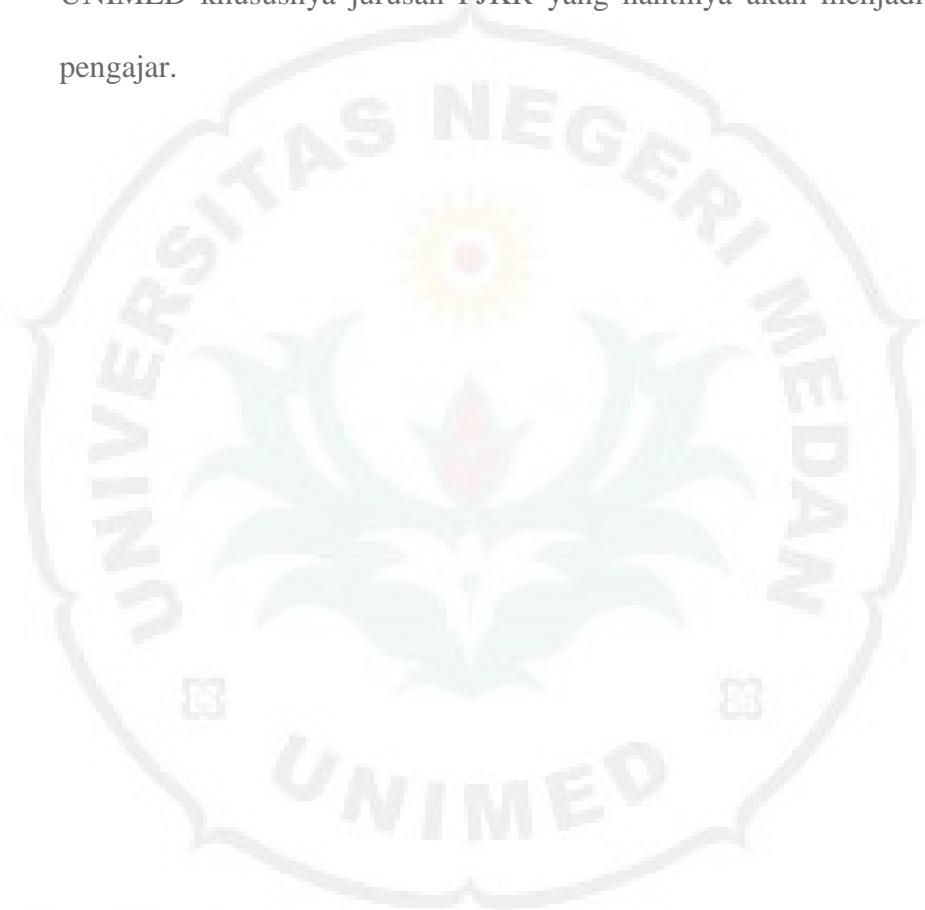 UNIMED khususnya jurusan PJKR yang nantinya akan menjadi
pengajar.
UNIVERSITAS NEGERI MEDAN
UNIMED